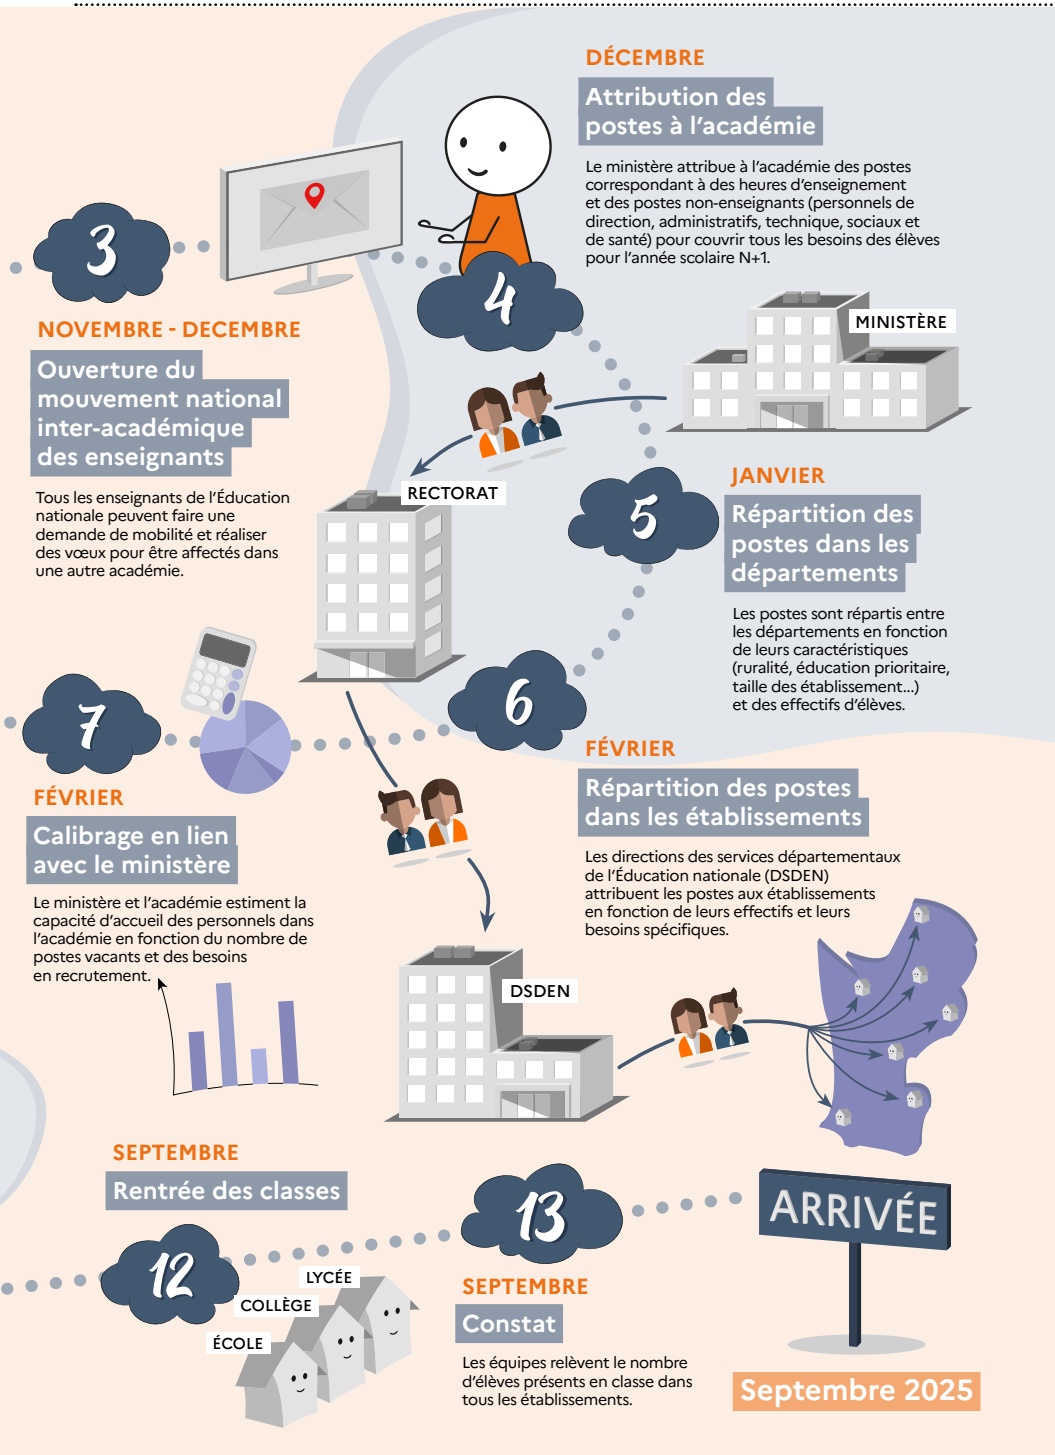 3
NOVEMBRE - DECEMBRE
Ouverture du
mouvement national
inter-académique
des enseignants
Tous les enseignants de l'Éducation
nationale peuvent faire une
demande de mobilité et réaliser
des vœux pour être affectés dans
une autre académie.
4
DÉCEMBRE
Attribution des
postes à l'académie
Le ministère attribue à l'académie des postes
correspondant à des heures d'enseignement
et des postes non-enseignants (personnels de
direction, administratifs, technique, sociaux et
de santé) pour couvrir tous les besoins des élèves
pour l'année scolaire N+1.
MINISTÈRE
RECTORAT
5
JANVIER
Répartition des
postes dans les
départements
Les postes sont répartis entre
les départements en fonction
de leurs caractéristiques
(ruralité, éducation prioritaire,
taille des établissement...)
et des effectifs d'élèves.
6
FÉVRIER
Répartition des postes
dans les établissements
Les directions des services départementaux
de l'Éducation nationale (DSDEN)
attribuent les postes aux établissements
en fonction de leurs effectifs et leurs
besoins spécifiques.
DSDEN
7
FÉVRIER
Calibrage en lien
avec le ministère
Le ministère et l'académie estiment la
capacité d'accueil des personnels dans
l'académie en fonction du nombre de
postes vacants et des besoins
en recrutement.
SEPTEMBRE
Rentrée des classes
12
LYCÉE
COLLÈGE
ÉCOLE
13
SEPTEMBRE
Constat
Les équipes relèvent le nombre
d'élèves présents en classe dans
tous les établissements.
ARRIVÉE
Septembre 2025